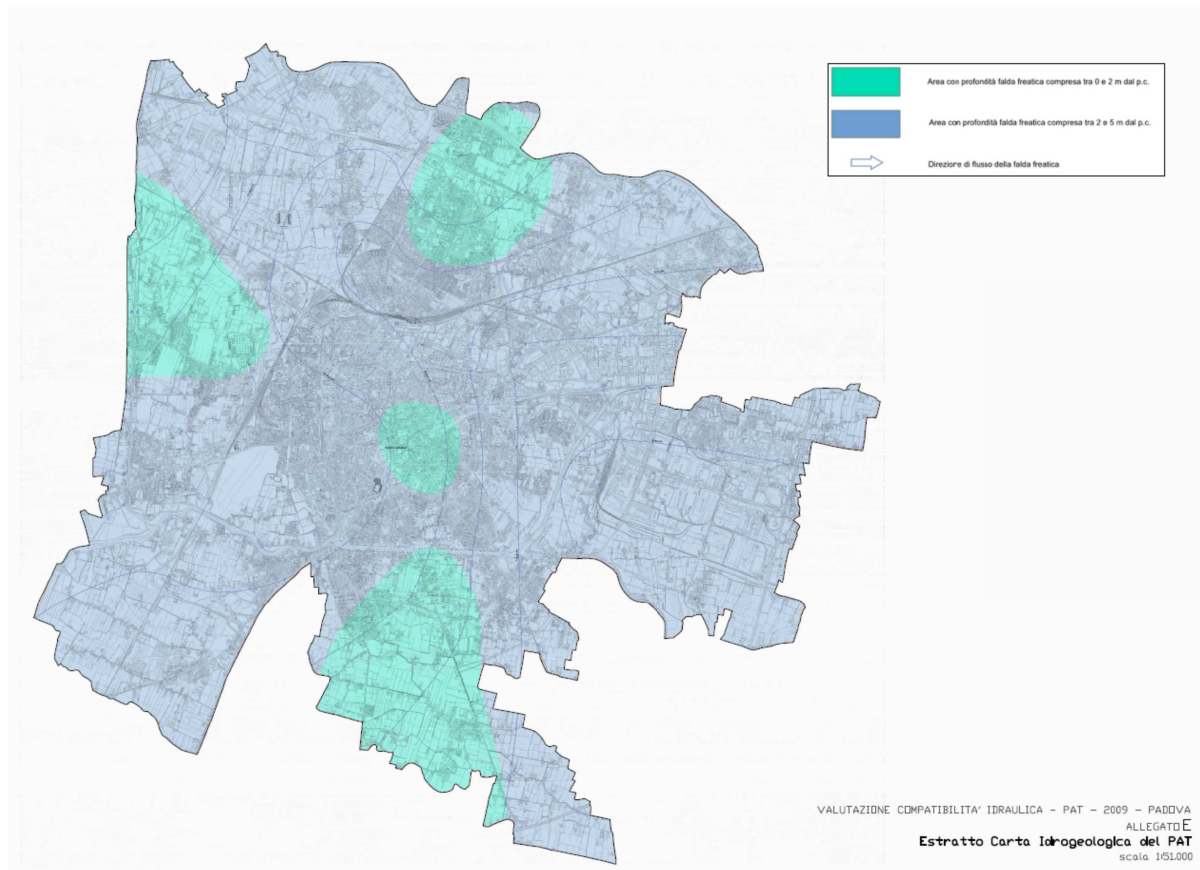 Area con profondità falda freatica compresa tra 0 e 2 m dal p.c.
Area con profordità falda freatica compresa tra 2 e 5 m dal p.c.
Direzione di flusso della falda freatica
VALUTAZIONE COMPATIBILITA' IDRAULICA - PAT - 2009 - PADOVA
ALLEGATO E
Estratto Carta Idrogeologica del PAT
scala 1:51.000